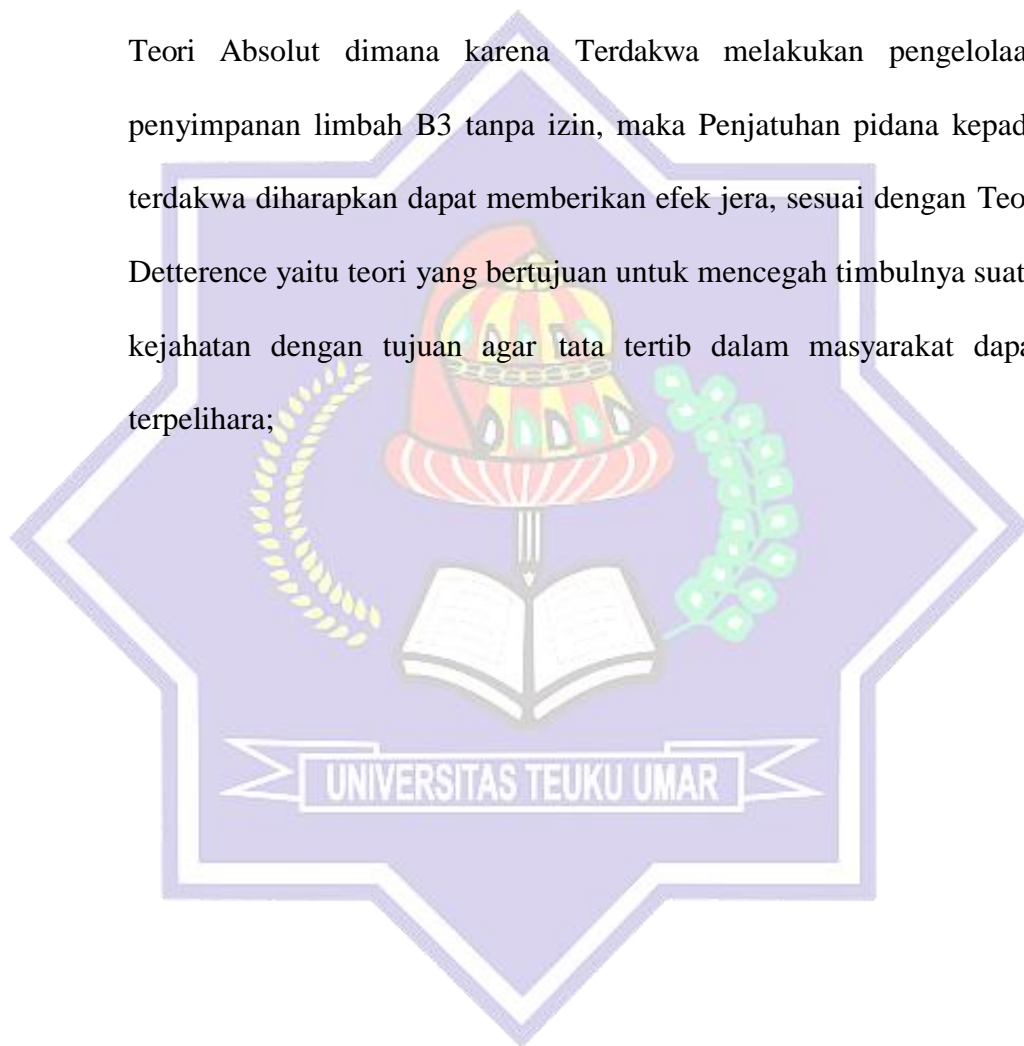 Teori Absolut dimana karena Terdakwa melakukan pengelolaa
penyimpanan limbah B3 tanpa izin, maka Penjatuhan pidana kepad
terdakwa diharapkan dapat memberikan efek jera, sesuai dengan Teo
Detterence yaitu teori yang bertujuan untuk mencegah timbulnya suat
kejahatan dengan tujuan agar tata tertib dalam masyarakat dapa
terpelihara;
UNIVERSITAS TEUKU UMAR